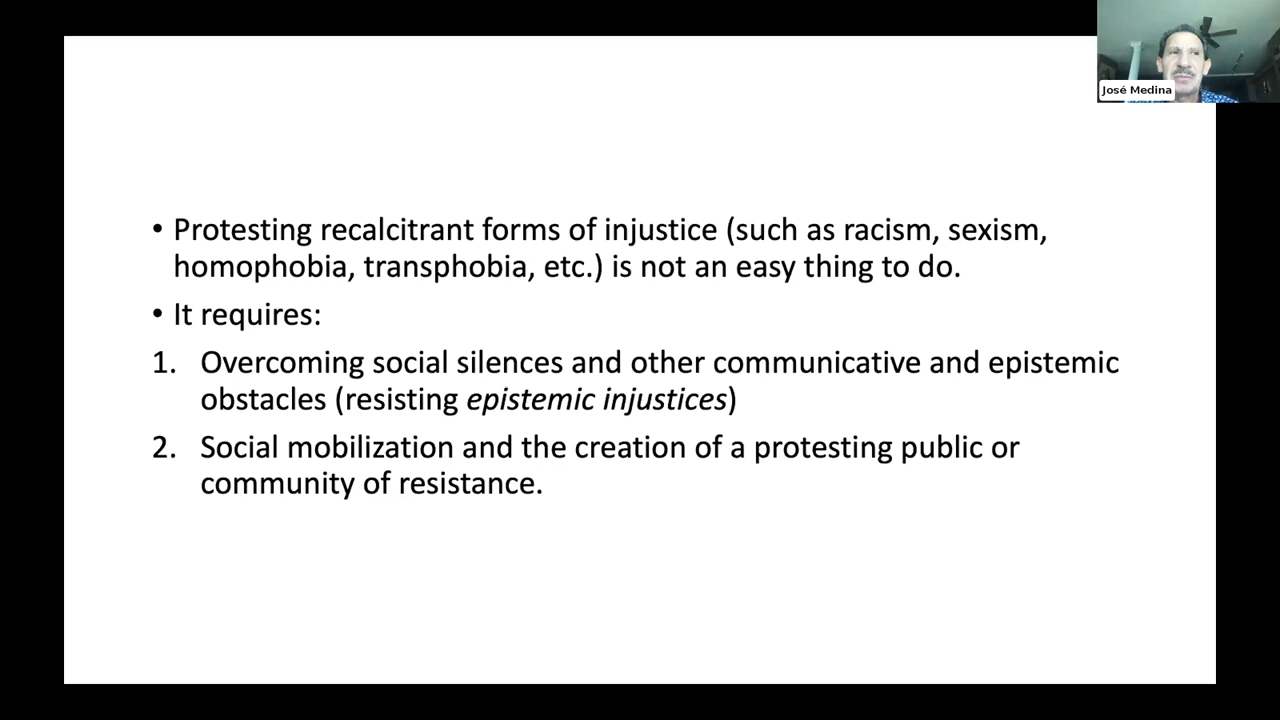 José Medina
• Protesting recalcitrant forms of injustice (such as racism, sexism,
homophobia, transphobia, etc.) is not an easy thing to do.
• It requires:
1. Overcoming social silences and other communicative and epistemic
obstacles (resisting epistemic injustices)
2. Social mobilization and the creation of a protesting public or
community of resistance.